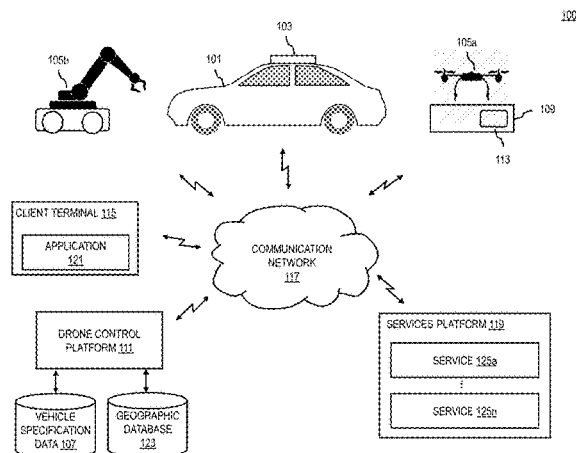 100
103
101
105b
105a
109
113
CLIENT TERMINAL 115
APPLICATION
121
COMMUNICATION
NETWORK
117
DRONE CONTROL
PLATFORM 111
VEHICLE
SPECIFICATION
DATA 107
GEOGRAPHIC
DATABASE
123
SERVICES PLATFORM 119
SERVICE 125a
SERVICE 125n